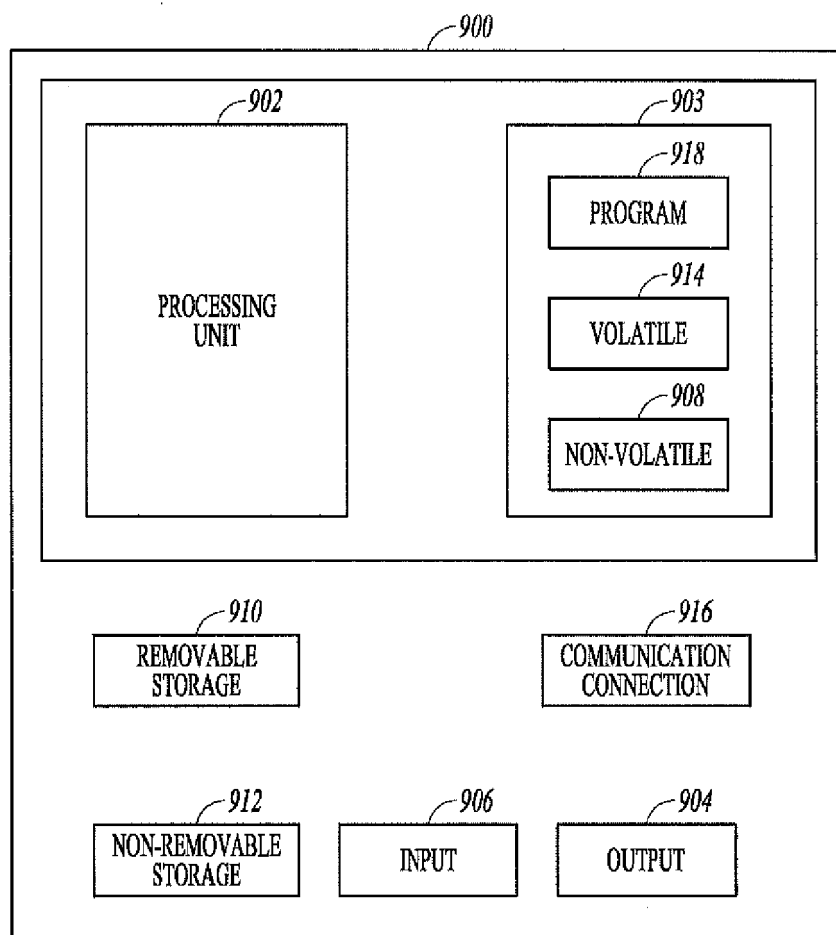 900
902
903
918
PROGRAM
914
VOLATILE
908
NON-VOLATILE
PROCESSING
UNIT
910
REMOVABLE
STORAGE
916
COMMUNICATION
CONNECTION
912
NON-REMOVABLE
STORAGE
906
INPUT
904
OUTPUT